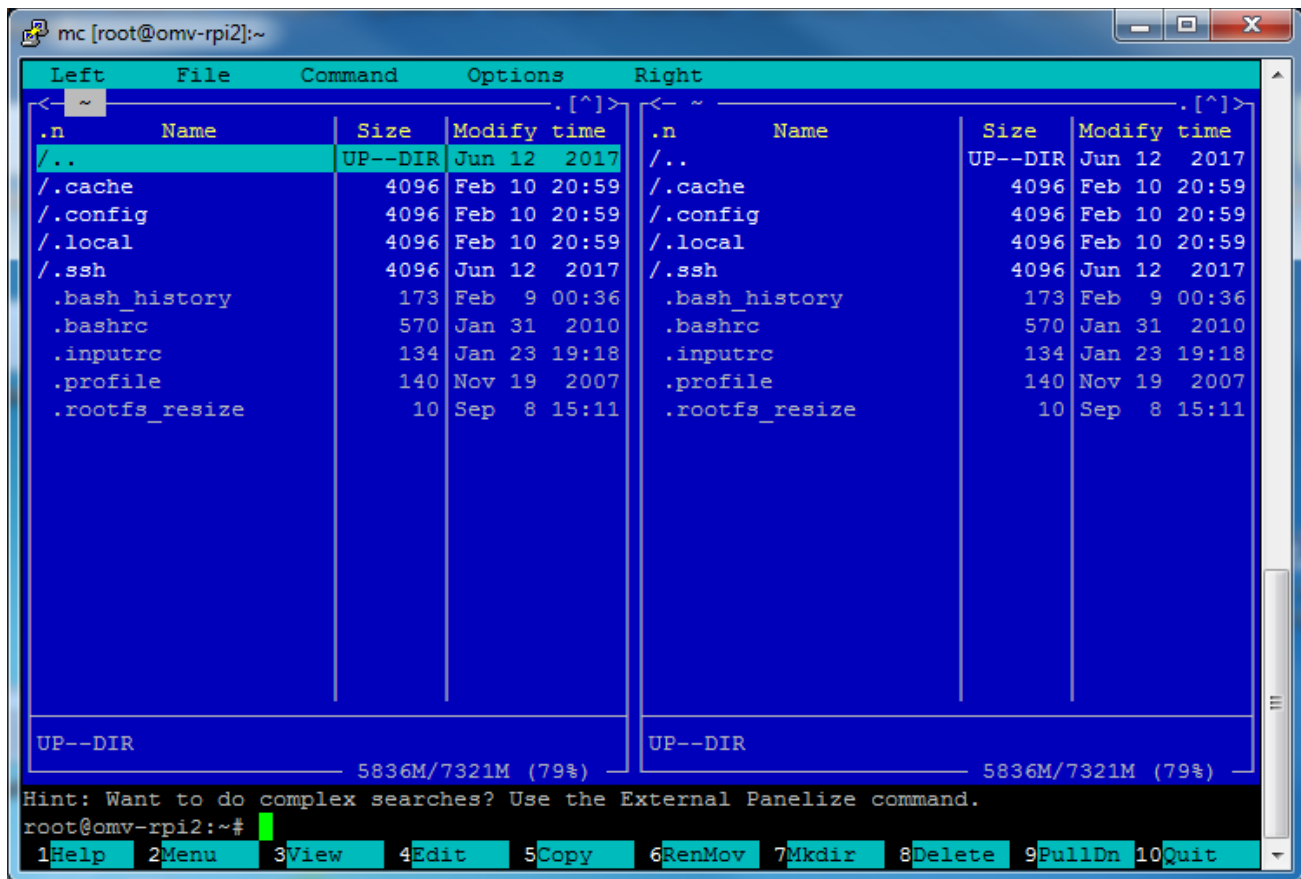 mc [root@omv-rpi2]:~
Left File Command Options Right
<─ ~ ─.[^]> <─ ~ ─.[^]>
.n Name Size Modify time .n Name Size Modify time
/.. UP--DIR Jun 12 2017 /.. UP--DIR Jun 12 2017
/.cache 4096 Feb 10 20:59 /.cache 4096 Feb 10 20:59
/.config 4096 Feb 10 20:59 /.config 4096 Feb 10 20:59
/.local 4096 Feb 10 20:59 /.local 4096 Feb 10 20:59
/.ssh 4096 Jun 12 2017 /.ssh 4096 Jun 12 2017
.bash_history 173 Feb 9 00:36 .bash_history 173 Feb 9 00:36
.bashrc 570 Jan 31 2010 .bashrc 570 Jan 31 2010
.inputrc 134 Jan 23 19:18 .inputrc 134 Jan 23 19:18
.profile 140 Nov 19 2007 .profile 140 Nov 19 2007
.rootfs_resize 10 Sep 8 15:11 .rootfs_resize 10 Sep 8 15:11
UP--DIR UP--DIR
5836M/7321M (79%) 5836M/7321M (79%)
Hint: Want to do complex searches? Use the External Panelize command.
root@omv-rpi2:~#
1Help 2Menu 3View 4Edit 5Copy 6RenMov 7Mkdir 8Delete 9PullDn 10Quit